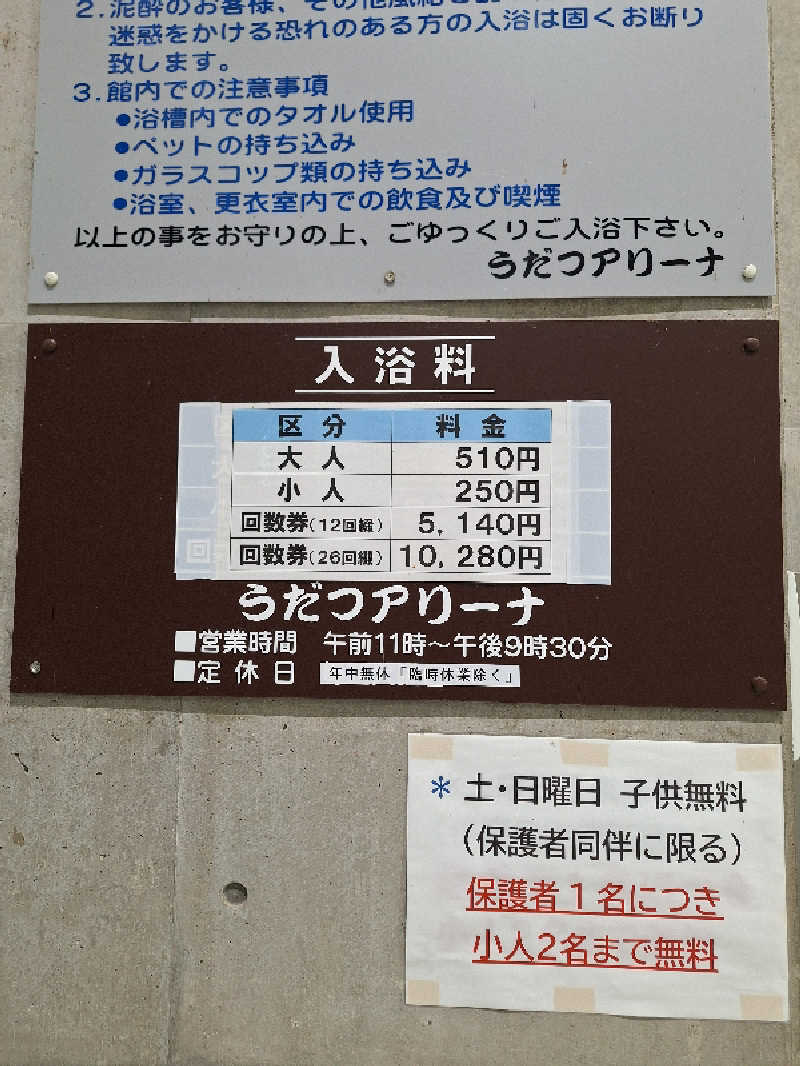 2.泥酔のお客様、その他風紀
迷惑をかける恐れのある方の入浴は固くお断り
致します。
3.館内での注意事項
●浴槽内でのタオル使用
●ペットの持ち込み
●ガラスコップ類の持ち込み
●浴室、更衣室内での飲食及び喫煙
以上の事をお守りの上、ごゆっくりご入浴下さい。
うだつアリーナ
入浴料
区分 料金
大人 510円
小人 250円
回数券(12回綴) 5,140円
回数券(26回綴) 10,280円
うだつアリーナ
■営業時間 午前11時～午後9時30分
■定休日 年中無休「臨時休業除く」
＊土・日曜日 子供無料
（保護者同伴に限る）
保護者1名につき
小人2名まで無料